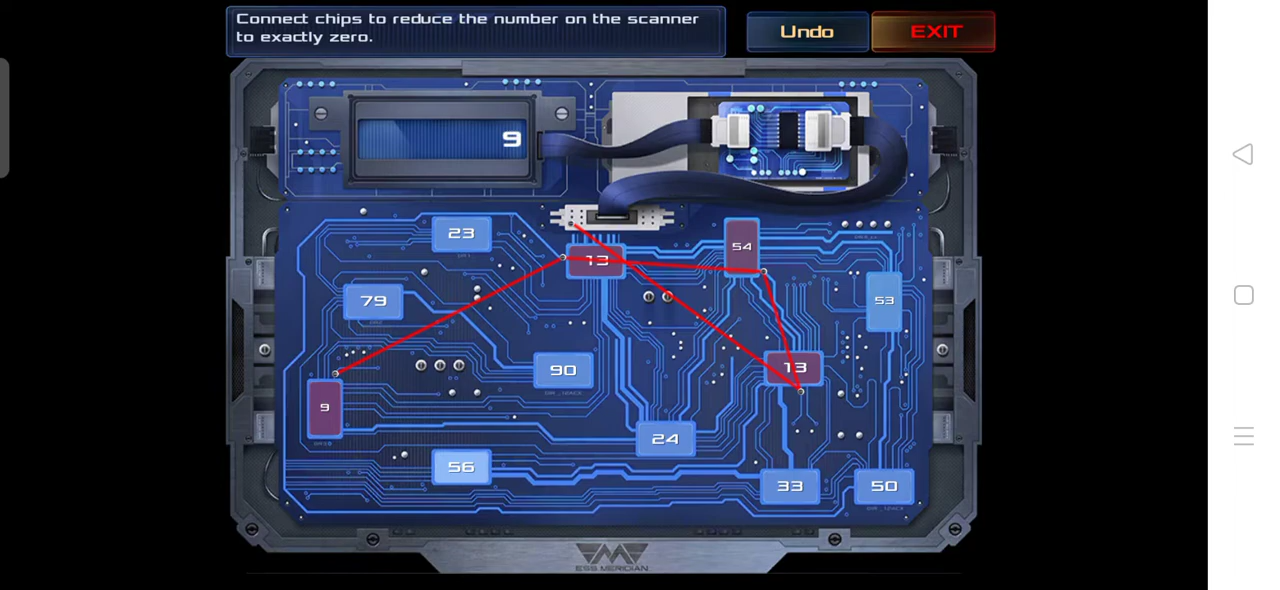 Connect chips to reduce the number on the scanner
to exactly zero.
Undo
EXIT
9
23
13
54
79
53
90
13
9
24
56
33
50
ESS MERIDIAN